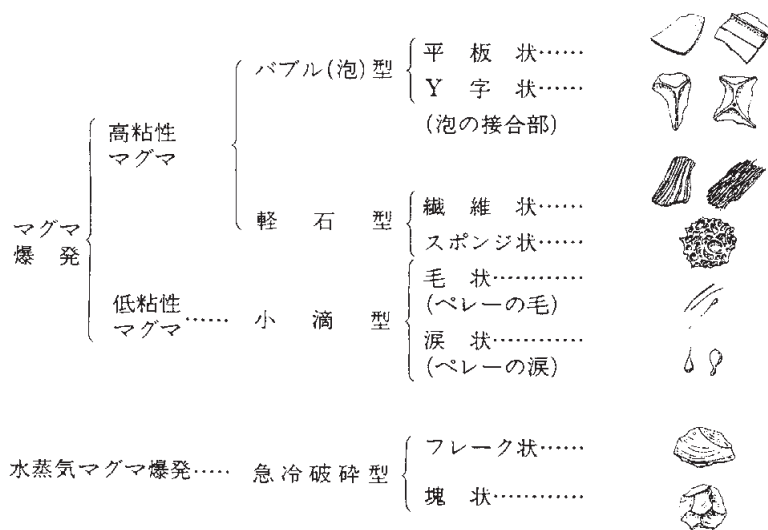 バブル(泡)型
平板状……
Y字状……
(泡の接合部)
高粘性
マグマ
軽石型
繊維状……
スポンジ状……
マグマ
爆発
低粘性
マグマ……
小滴型
毛状…………
(ペレーの毛)
涙状…………
(ペレーの涙)
水蒸気マグマ爆発……
急冷破砕型
フレーク状……
塊状…………